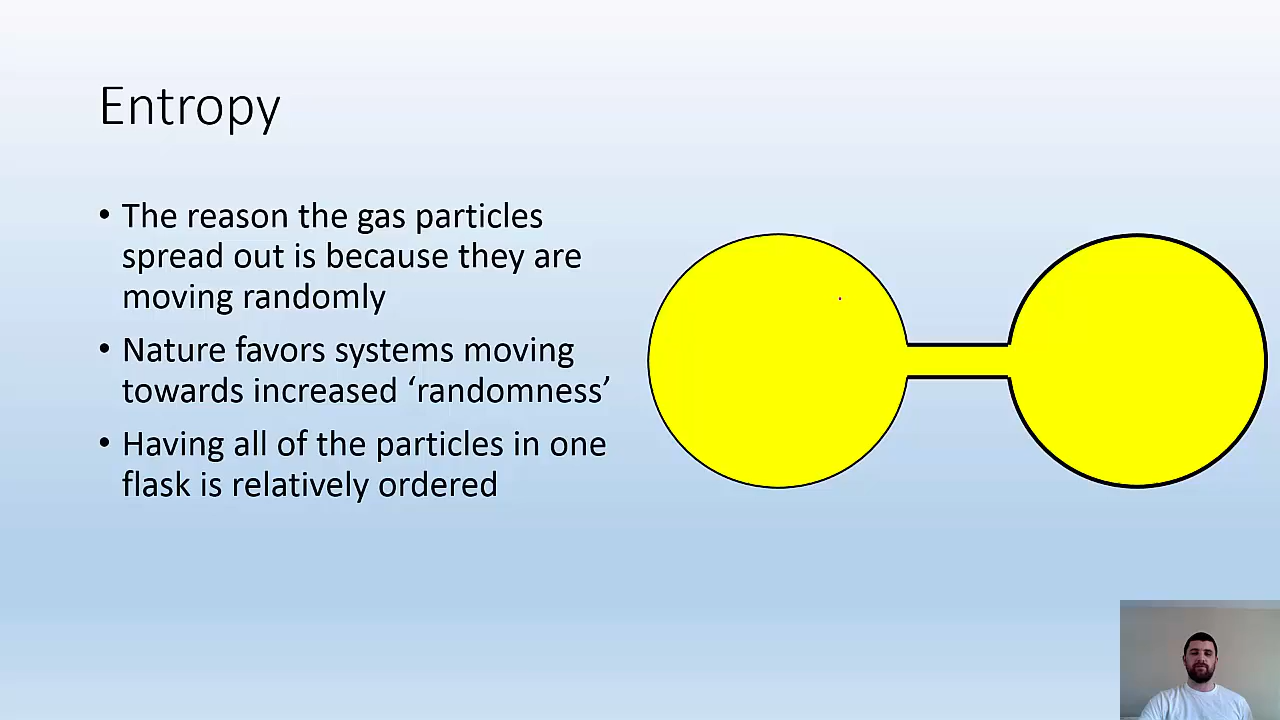 Entropy
• The reason the gas particles
spread out is because they are
moving randomly
• Nature favors systems moving
towards increased ‘randomness’
• Having all of the particles in one
flask is relatively ordered